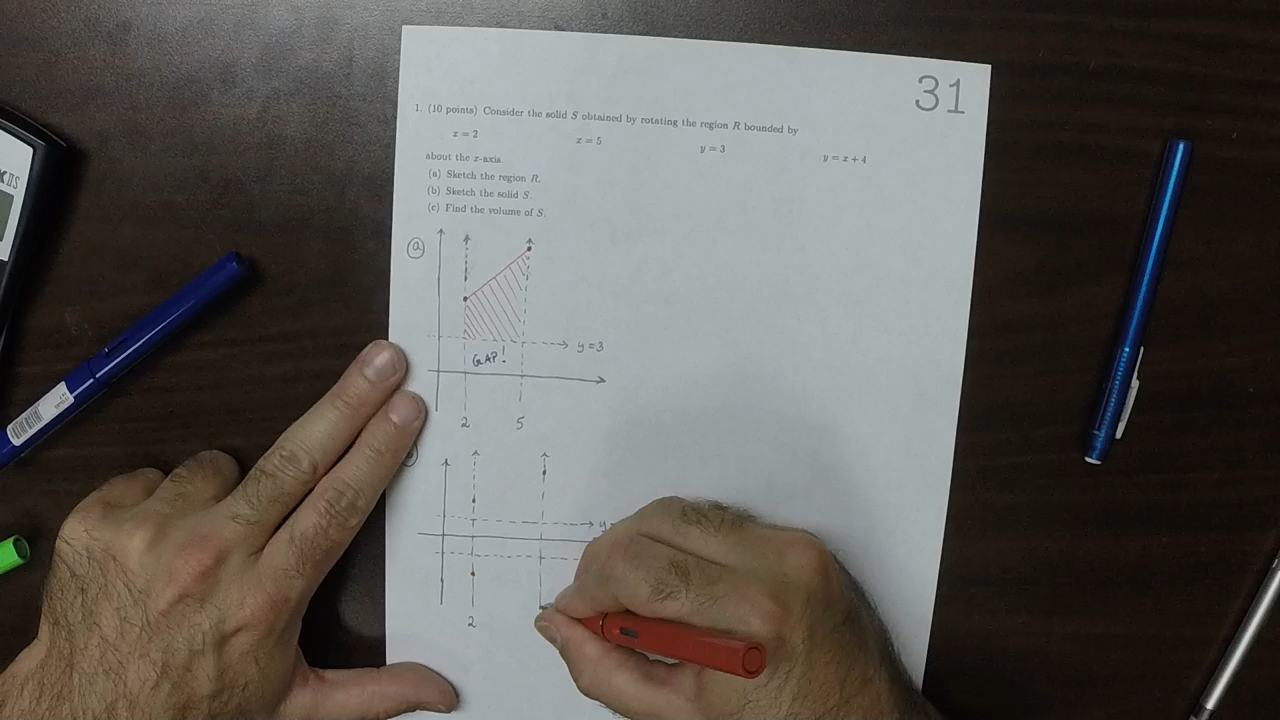 31
1. (10 points) Consider the solid S obtained by rotating the region R bounded by
x = 2 x = 5 y = 3 y = x + 4
about the x-axis.
(a) Sketch the region R.
(b) Sketch the solid S.
(c) Find the volume of S.
a
y=3
GAP!
2 5
y
2
IIS